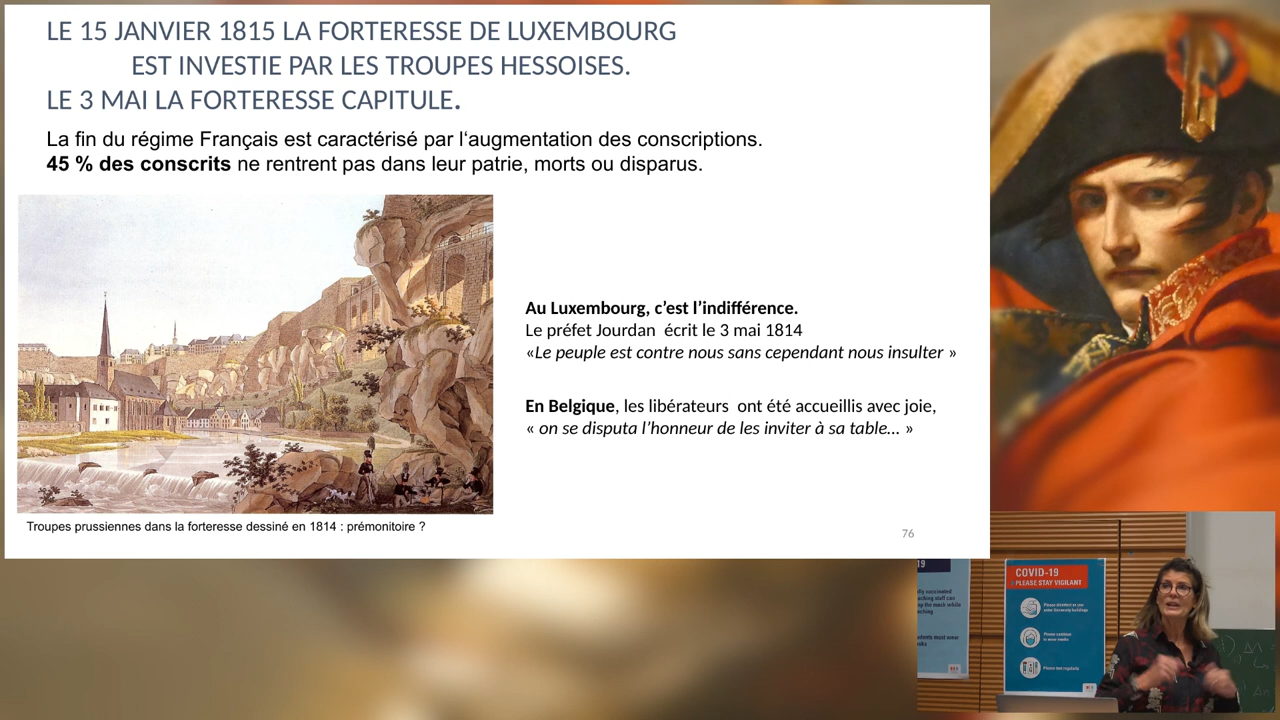 LE 15 JANVIER 1815 LA FORTERESSE DE LUXEMBOURG
EST INVESTIE PAR LES TROUPES HESSOISES.
LE 3 MAI LA FORTERESSE CAPITULE.
La fin du régime Français est caractérisé par l‘augmentation des conscriptions.
45 % des conscrits ne rentrent pas dans leur patrie, morts ou disparus.
Au Luxembourg, c’est l’indifférence.
Le préfet Jourdan écrit le 3 mai 1814
«Le peuple est contre nous sans cependant nous insulter »
En Belgique, les libérateurs ont été accueillis avec joie,
« on se disputa l’honneur de les inviter à sa table... »
Troupes prussiennes dans la forteresse dessiné en 1814 : prémonitoire ?
76
19
COVID-19
PLEASE STAY VIGILANT